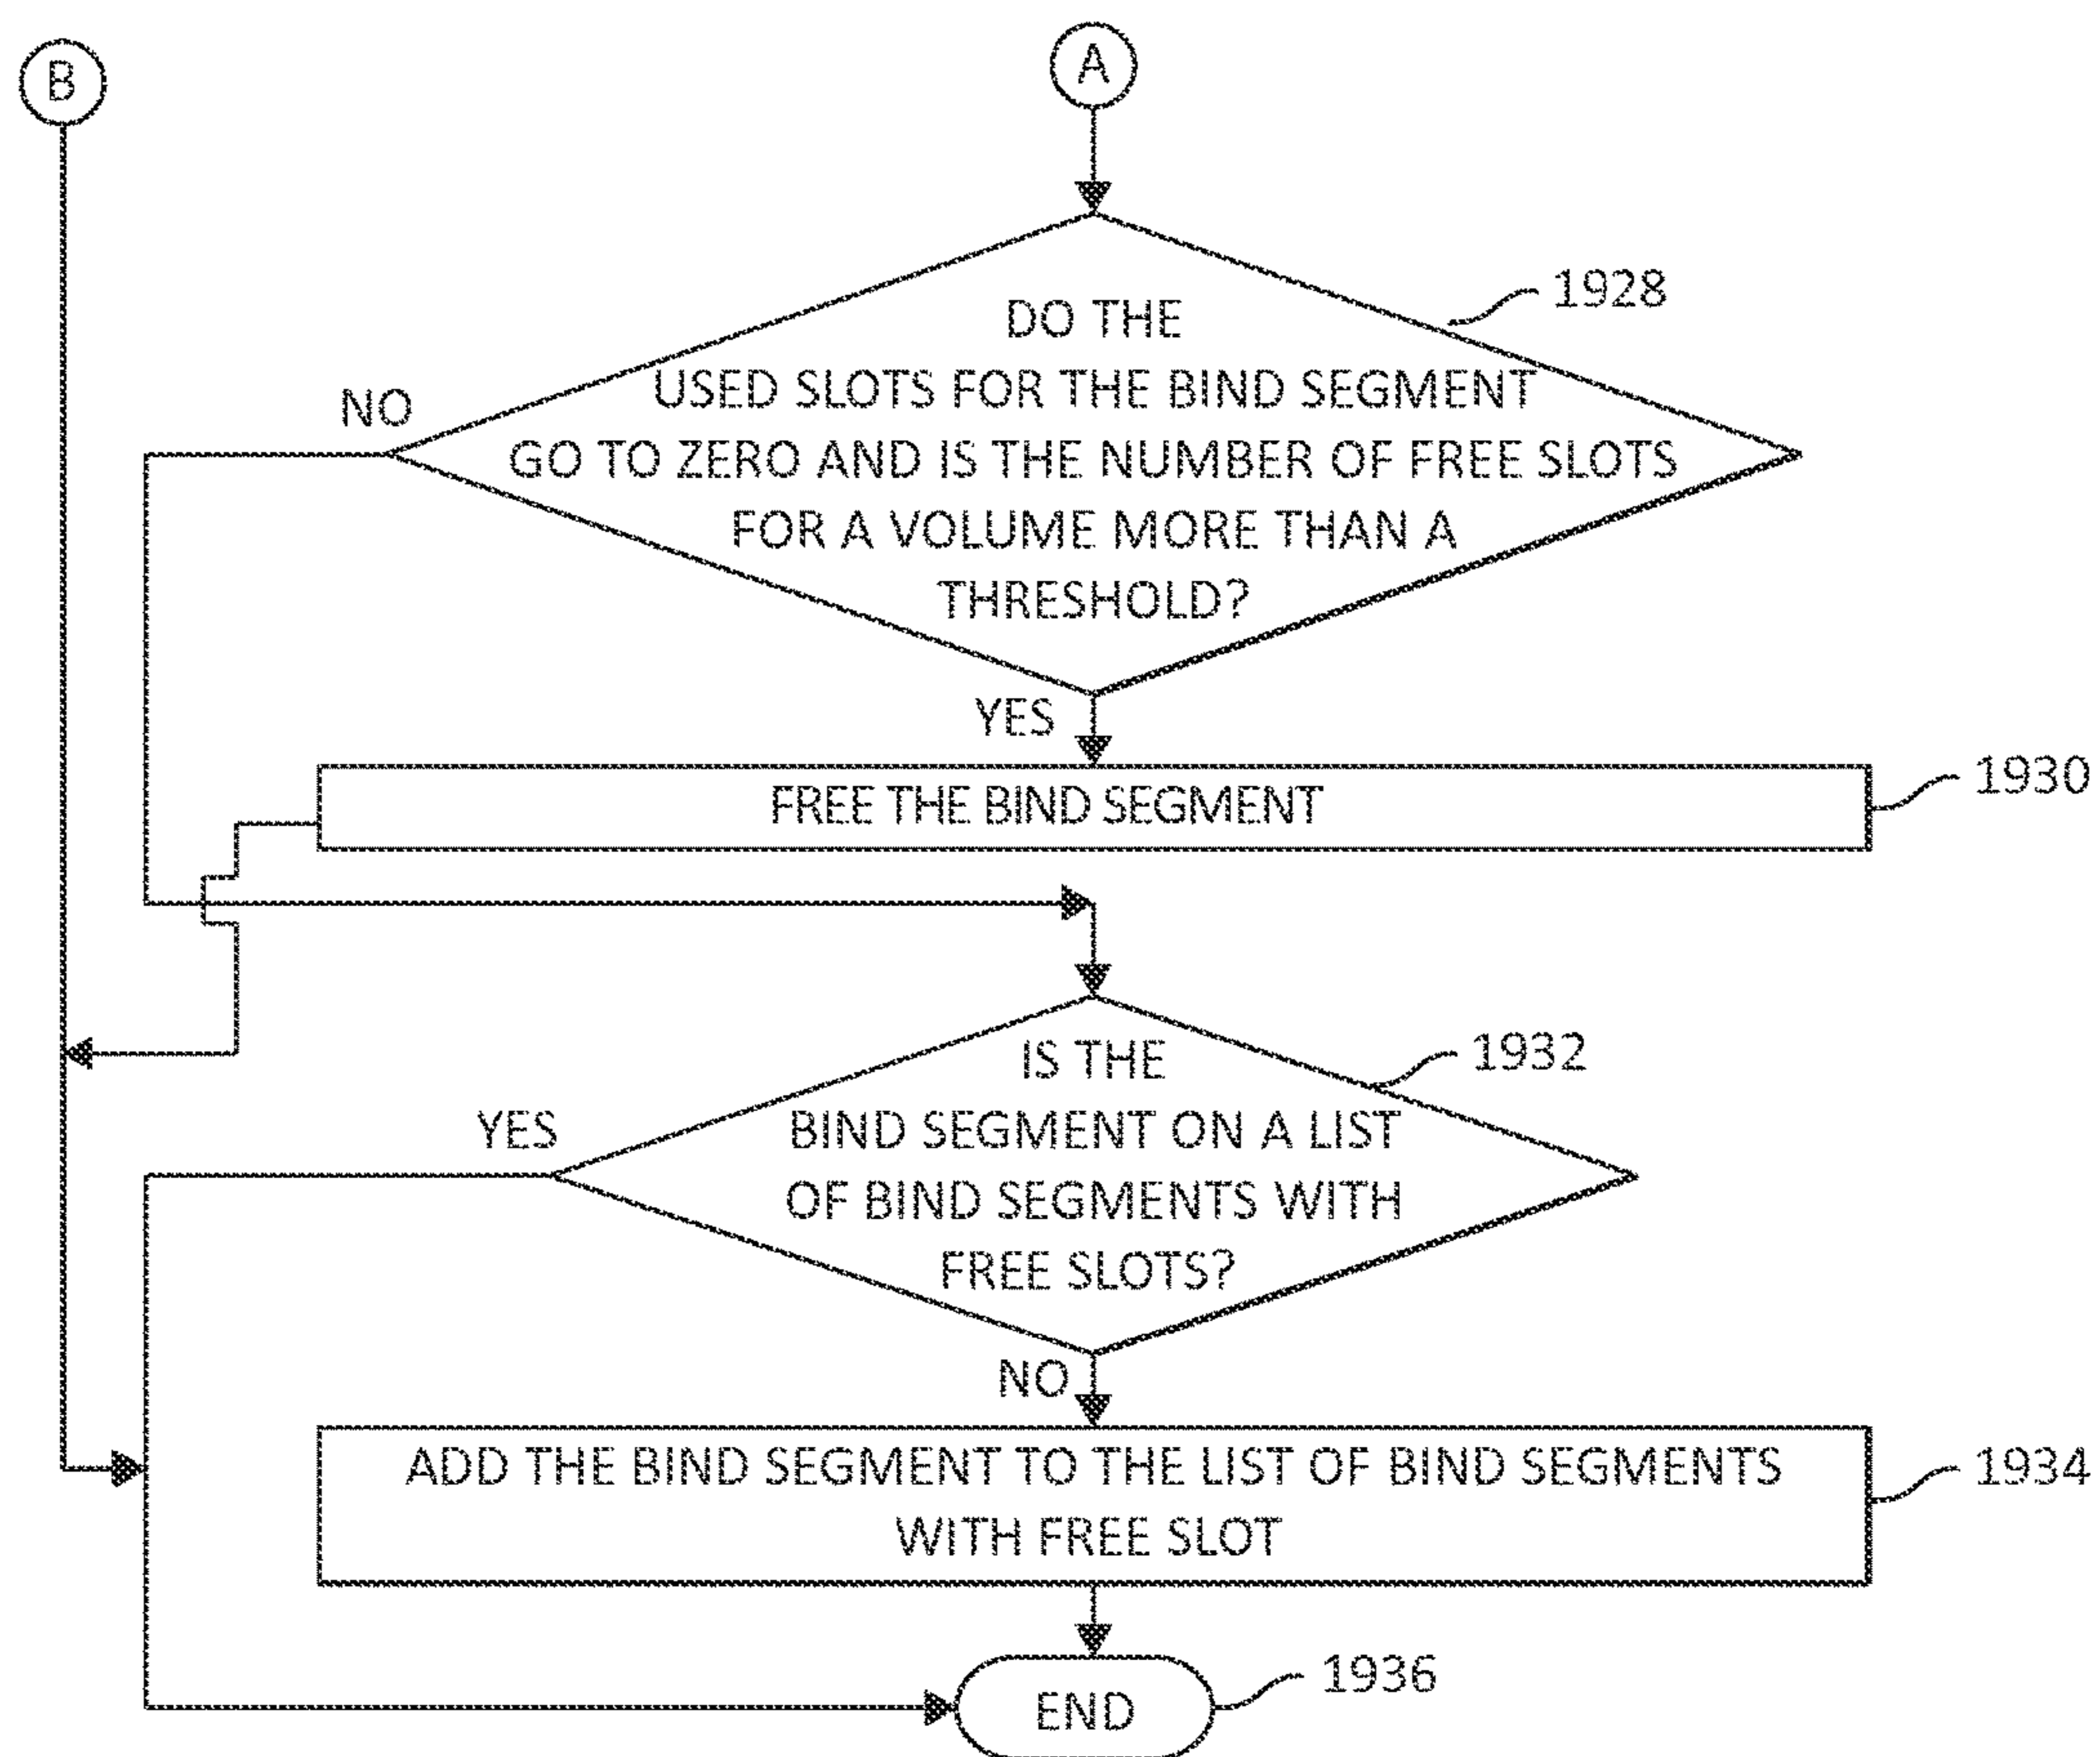 B
A
1928
DO THE
USED SLOTS FOR THE BIND SEGMENT
GO TO ZERO AND IS THE NUMBER OF FREE SLOTS
FOR A VOLUME MORE THAN A
THRESHOLD?
NO
YES
FREE THE BIND SEGMENT
1930
IS THE
BIND SEGMENT ON A LIST
OF BIND SEGMENTS WITH
FREE SLOTS?
1932
YES
NO
ADD THE BIND SEGMENT TO THE LIST OF BIND SEGMENTS
WITH FREE SLOT
1934
END
1936